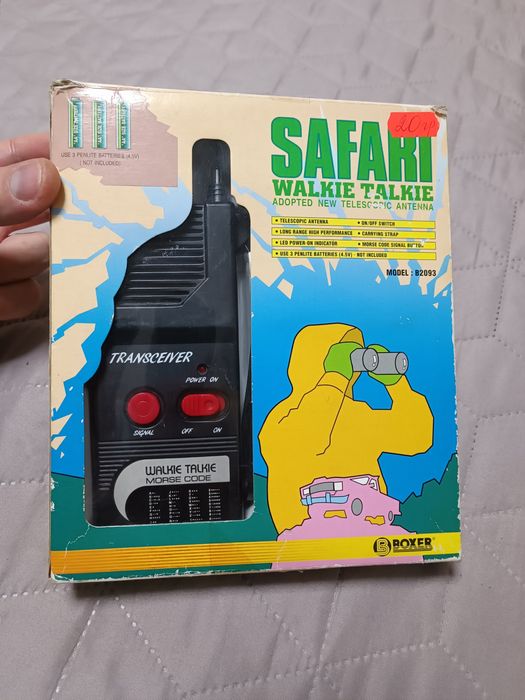 USE 3 PENLITE BATTERIES (4.5V)
(NOT INCLUDED)
SAFARI
WALKIE TALKIE
ADOPTED NEW TELESCOPIC ANTENNA
• TELESCOPIC ANTENNA • ON/OFF SWITCH
• LONG RANGE HIGH PERFORMANCE • CARRYING STRAP
• LED POWER-ON INDICATOR • MORSE CODE SIGNAL BUTTON
• USE 3 PENLITE BATTERIES (4.5V) - NOT INCLUDED
MODEL : B2093
TRANSCEIVER
POWER ON
SIGNAL OFF ON
WALKIE TALKIE
MORSE CODE
B BOXER